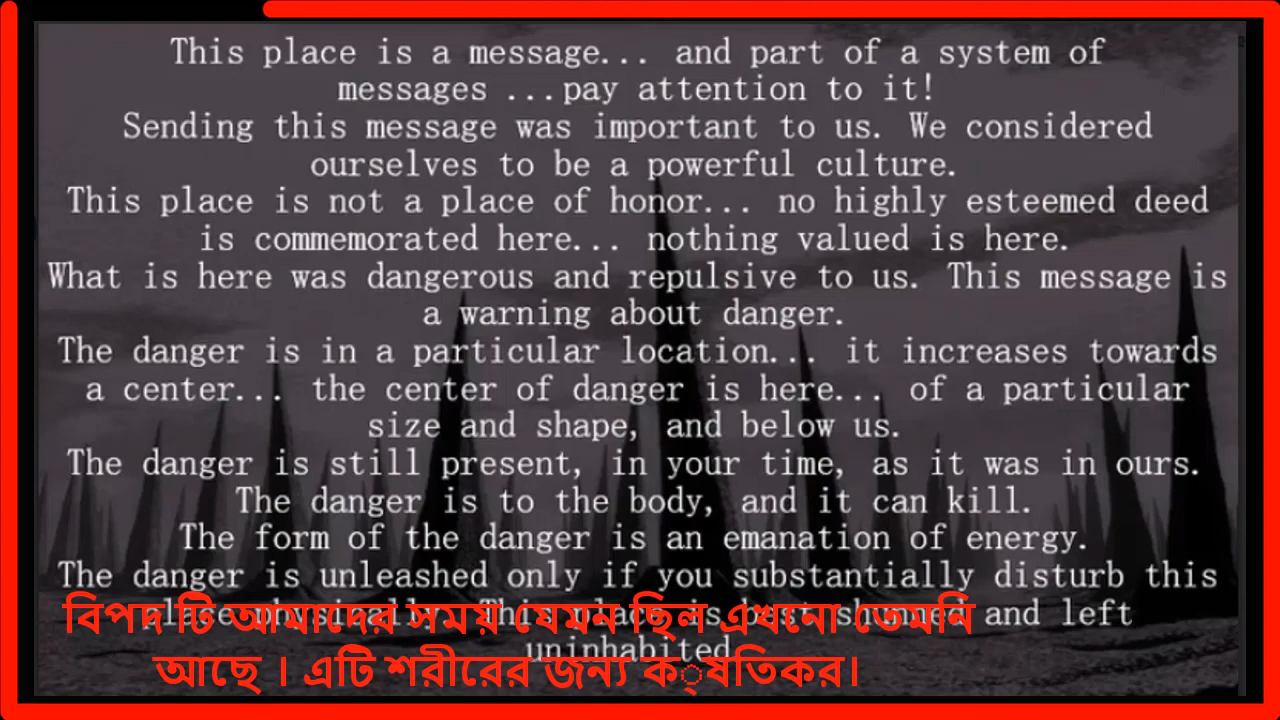 This place is a message... and part of a system of
messages ...pay attention to it!
Sending this message was important to us. We considered
ourselves to be a powerful culture.
This place is not a place of honor... no highly esteemed deed
is commemorated here... nothing valued is here.
What is here was dangerous and repulsive to us. This message is
a warning about danger.
The danger is in a particular location... it increases towards
a center... the center of danger is here... of a particular
size and shape, and below us.
The danger is still present, in your time, as it was in ours.
The danger is to the body, and it can kill.
The form of the danger is an emanation of energy.
The danger is unleashed only if you substantially disturb this
place physically. This place is best shunned and left
uninhabited
বিপদ টি আমাদের সময় যেমন ছিল এখনো তেমনি
আছে । এটি শরীরের জন্য ক্ষতিকর।